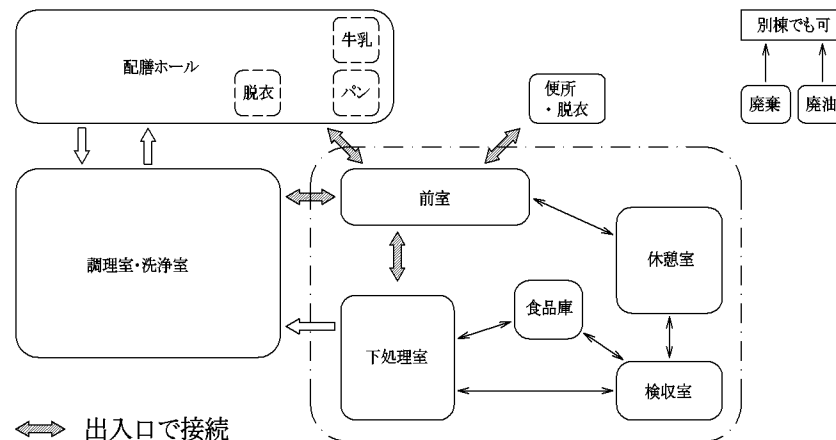 牛乳
別棟でも可
配膳ホール
脱衣
パン
便所
・脱衣
廃棄
廃油
前室
調理室・洗浄室
休憩室
食品庫
下処理室
検収室
出入口で接続